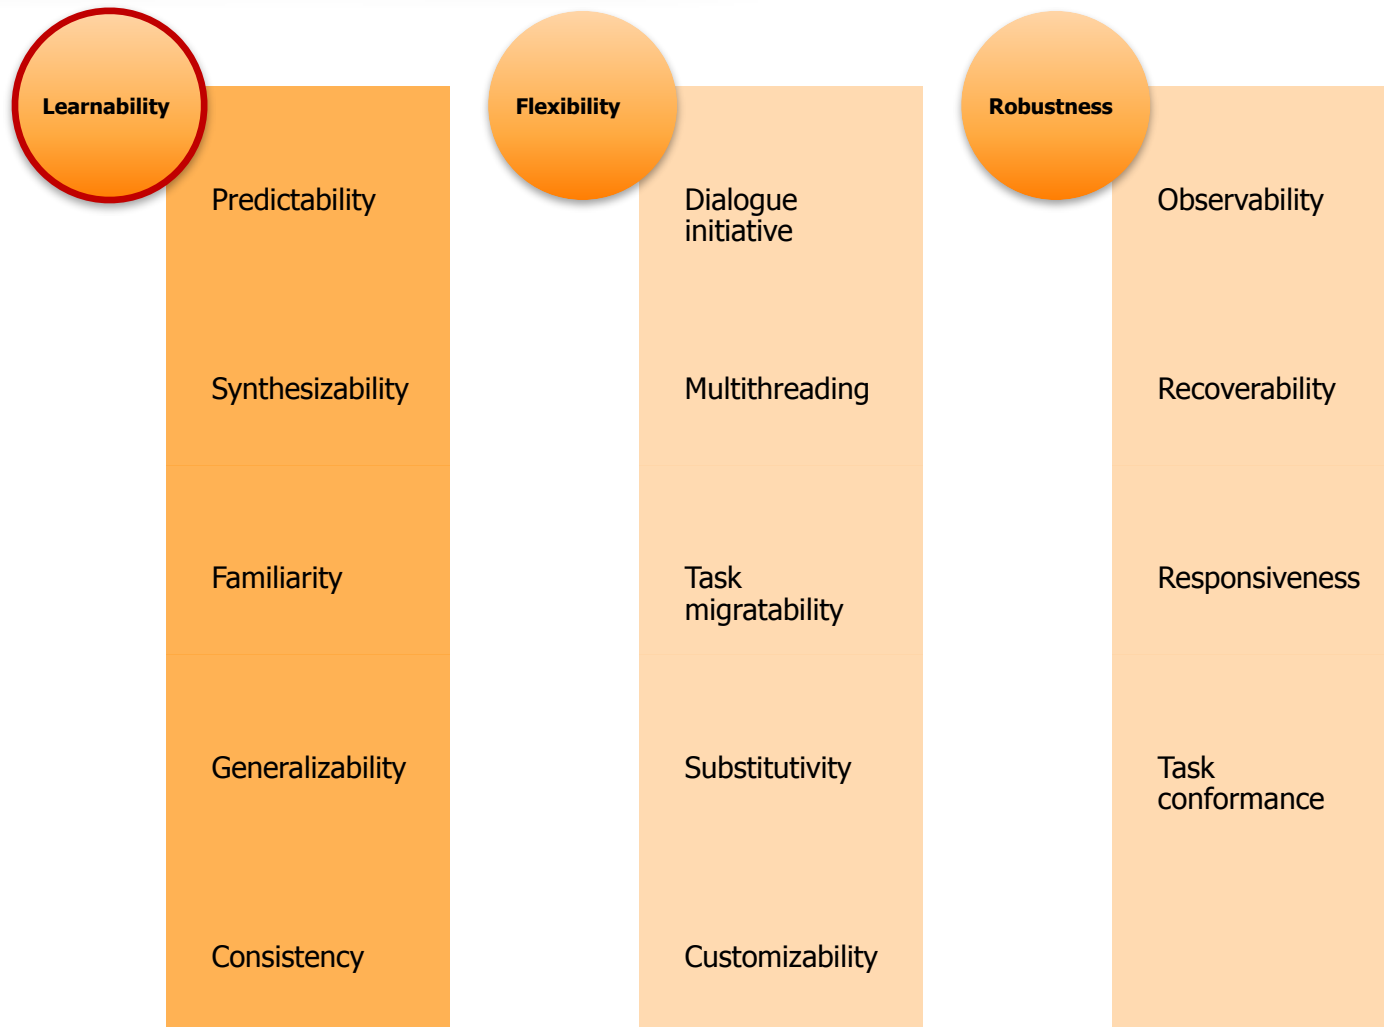 Learnability
Predictability
Synthesizability
Familiarity
Generalizability
Consistency
Flexibility
Dialogue
initiative
Multithreading
Task
migratability
Substitutivity
Customizability
Robustness
Observability
Recoverability
Responsiveness
Task
conformance